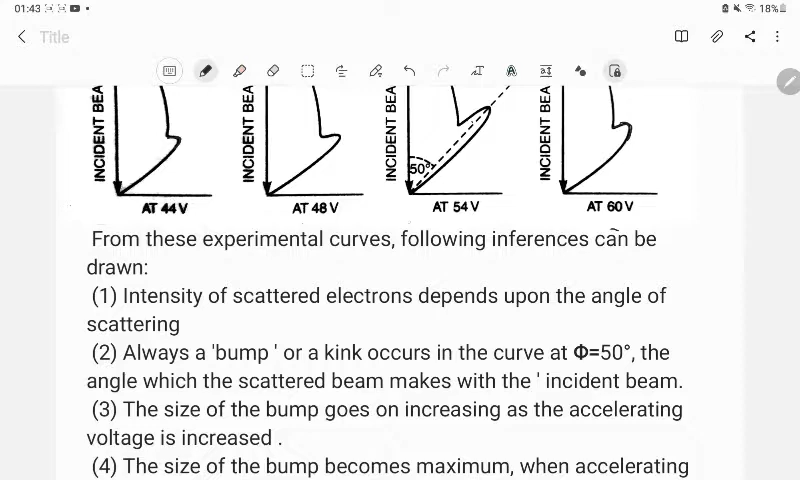 01:43 18%
Title
INCIDENT BEA INCIDENT BEA INCIDENT BEA INCIDENT BEA
50°
AT 44 V AT 48 V AT 54 V AT 60 V
From these experimental curves, following inferences can be
drawn:
(1) Intensity of scattered electrons depends upon the angle of
scattering
(2) Always a 'bump ' or a kink occurs in the curve at Φ=50°, the
angle which the scattered beam makes with the ' incident beam.
(3) The size of the bump goes on increasing as the accelerating
voltage is increased .
(4) The size of the bump becomes maximum, when accelerating